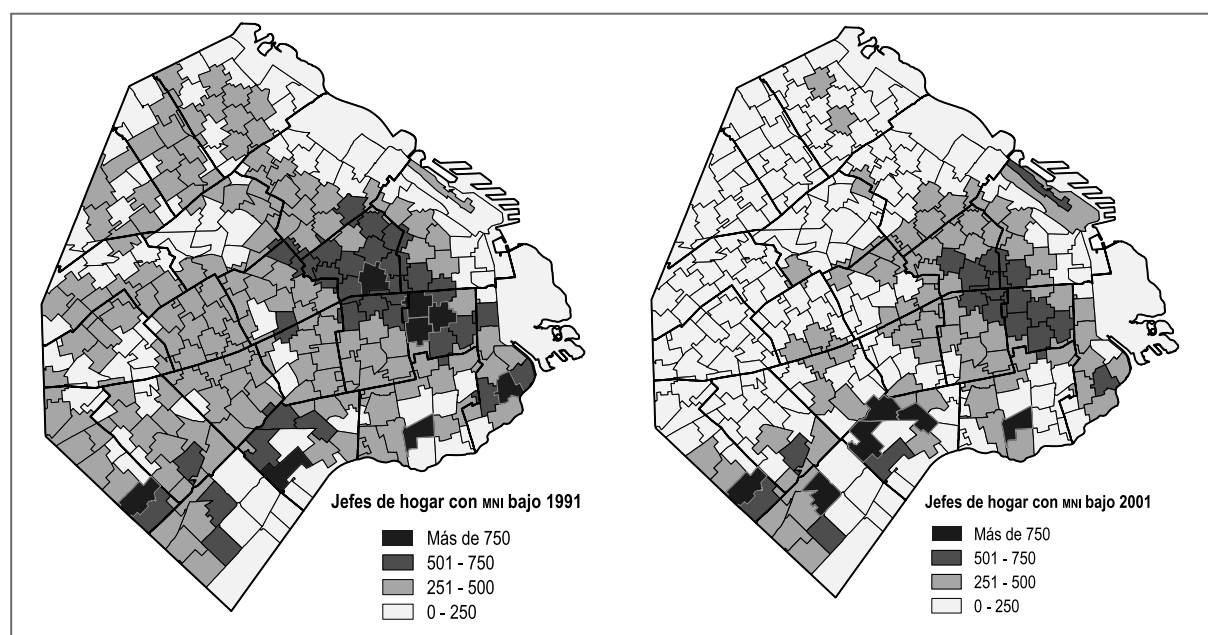 Jefes de hogar con MNI bajo 1991
Más de 750
501 - 750
251 - 500
0 - 250
Jefes de hogar con MNI bajo 2001
Más de 750
501 - 750
251 - 500
0 - 250